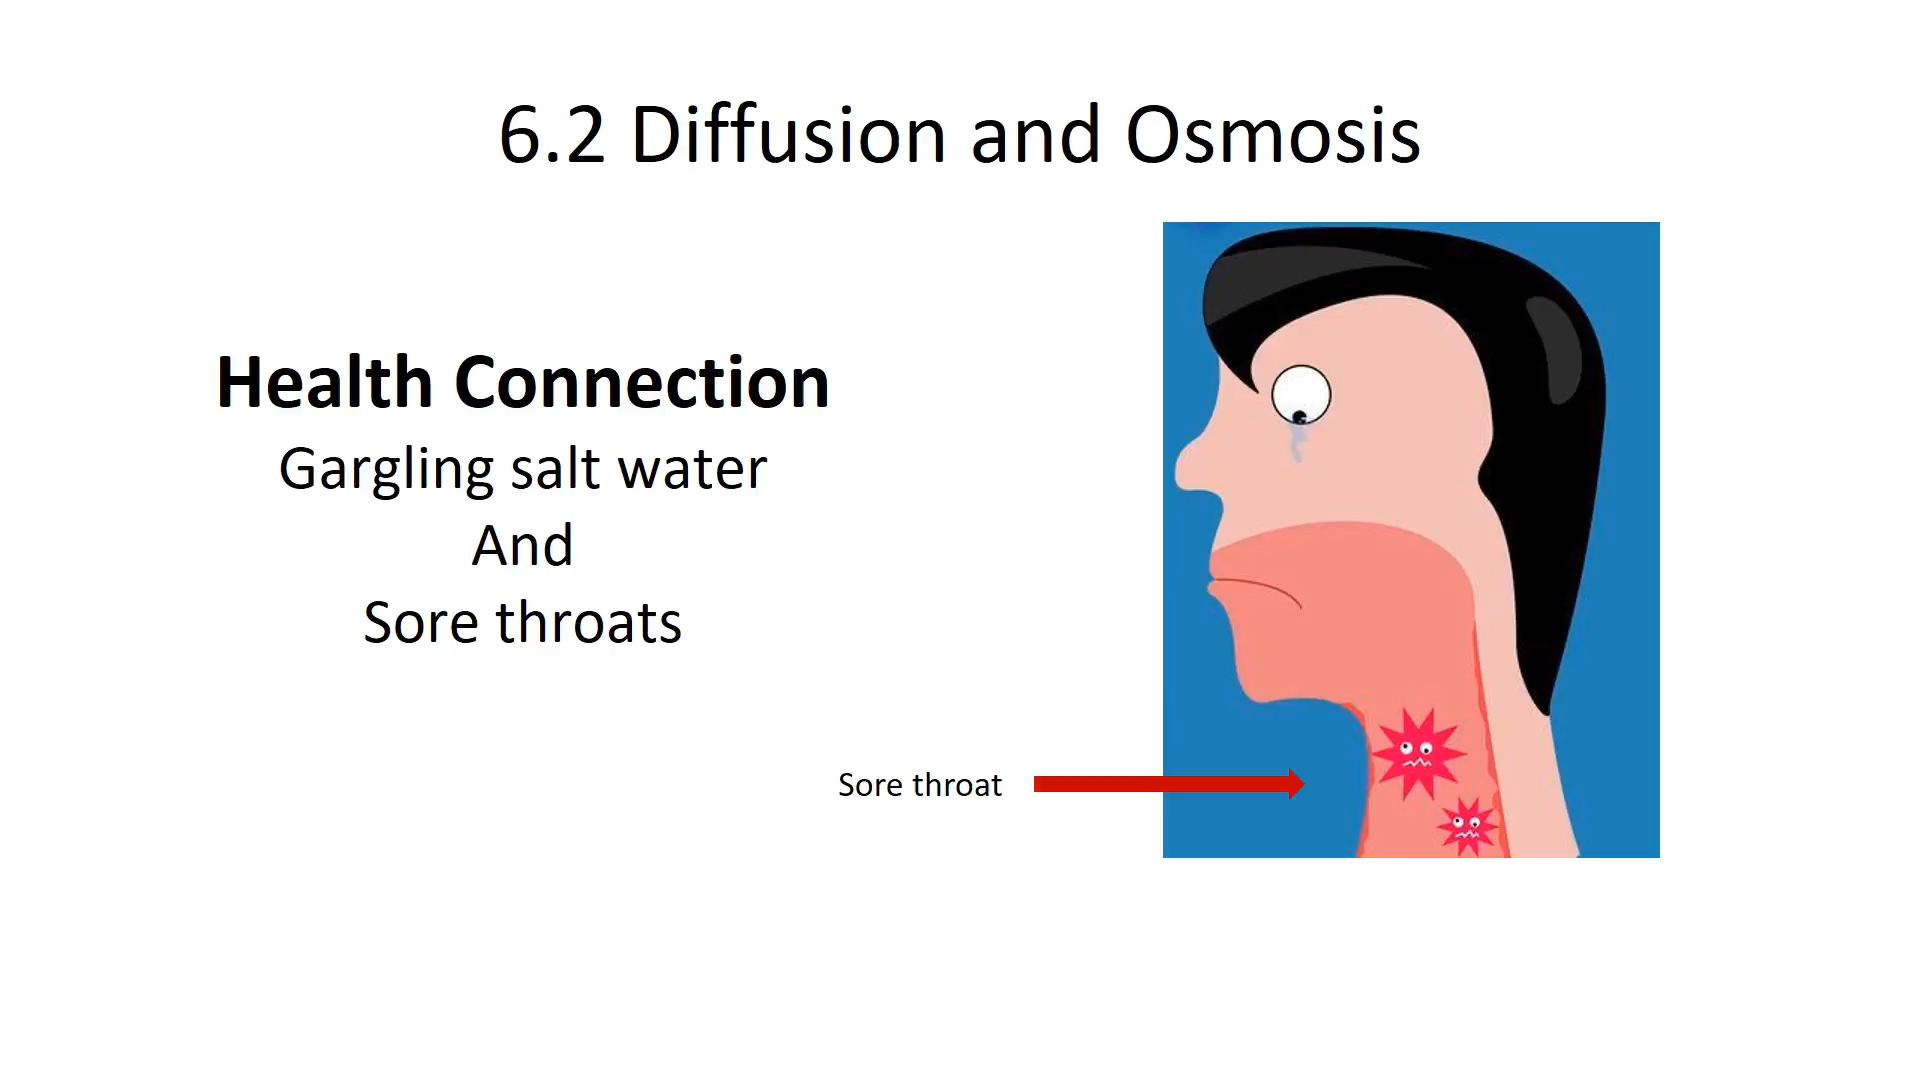 6.2 Diffusion and Osmosis
Health Connection
Gargling salt water
And
Sore throats
Sore throat